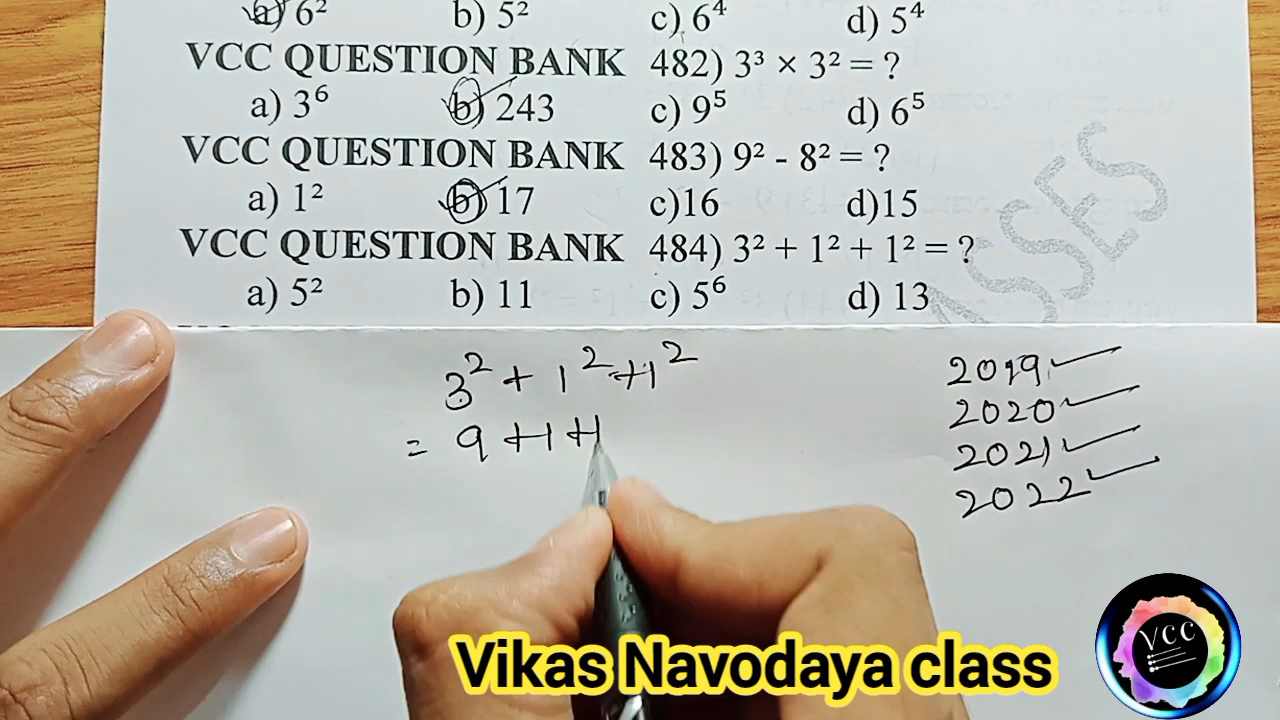 a) 6² b) 5² c) 6⁴ d) 5⁴
VCC QUESTION BANK 482) 3³ × 3² = ?
a) 3⁶ b) 243 c) 9⁵ d) 6⁵
VCC QUESTION BANK 483) 9² - 8² = ?
a) 1² b) 17 c)16 d)15
VCC QUESTION BANK 484) 3² + 1² + 1² = ?
a) 5² b) 11 c) 5⁶ d) 13
ASSES
3² + 1² + 1²
= 9 + 1 + 1
2019
2020
2021
2022
Vikas Navodaya class
VCC